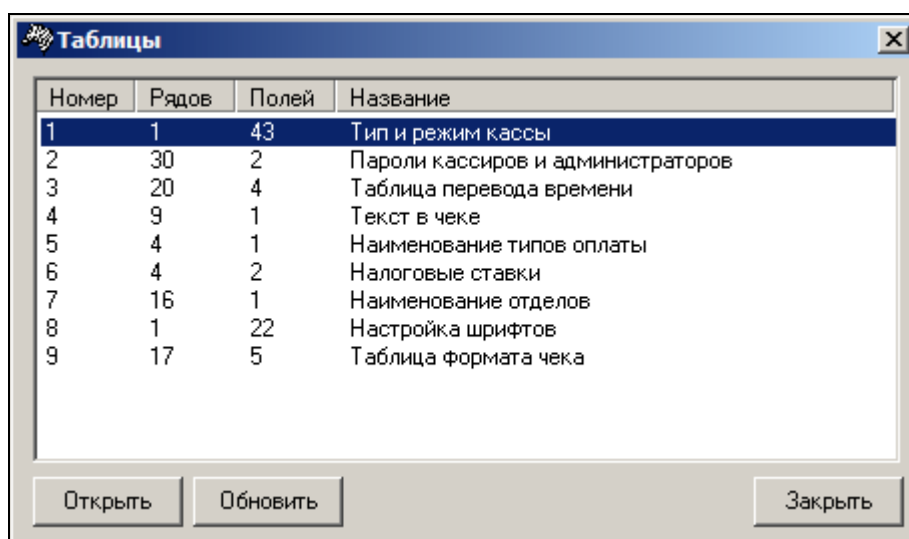 Таблицы
Номер Рядов Полей Название
1 1 43 Тип и режим кассы
2 30 2 Пароли кассиров и администраторов
3 20 4 Таблица перевода времени
4 9 1 Текст в чеке
5 4 1 Наименование типов оплаты
6 4 2 Налоговые ставки
7 16 1 Наименование отделов
8 1 22 Настройка шрифтов
9 17 5 Таблица формата чека
Открыть Обновить Закрыть